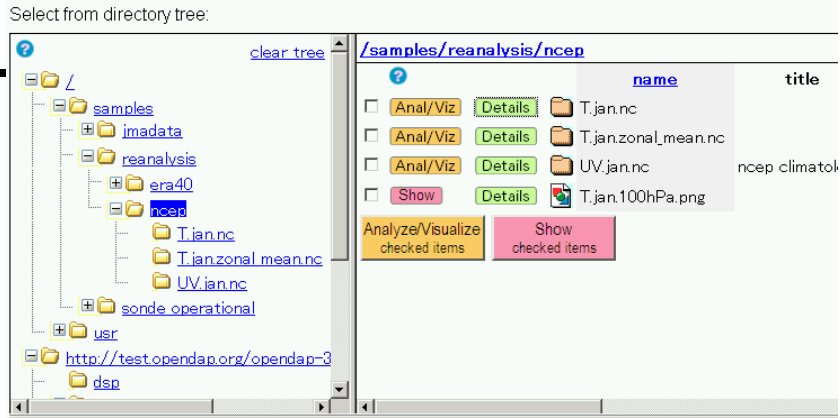 Select from directory tree:
clear tree
/
samples
jmadata
reanalysis
era40
ncep
T.jan.nc
T.jan.zonal_mean.nc
UV.jan.nc
sonde operational
usr
http://test.opendap.org/opendap-3
dsp
/samples/reanalysis/ncep
name title
Anal/Viz Details T.jan.nc
Anal/Viz Details T.jan.zonal_mean.nc
Anal/Viz Details UV.jan.nc ncep climatol
Show Details T.jan.100hPa.png
Analyze/Visualize
checked items
Show
checked items